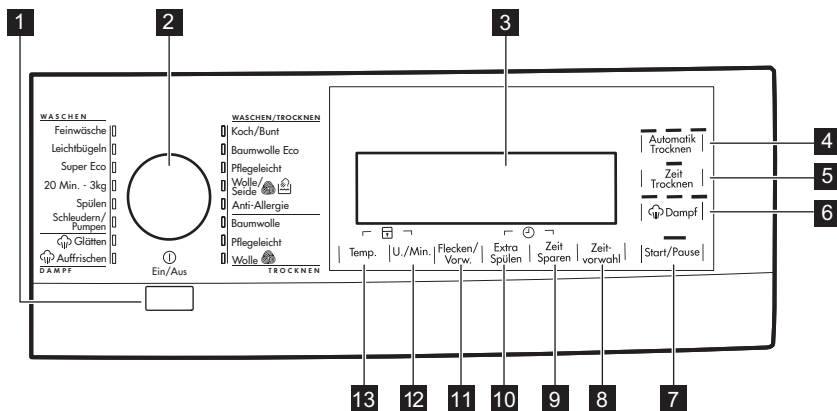 1
2
3
WASCHEN
Feinwäsche
Leichtbügeln
Super Eco
20 Min. - 3kg
Spülen
Schleudern/
Pumpen
Glätten
Auffrischen
DAMPF
Ein/Aus
WASCHEN/TROCKNEN
Koch/Bunt
Baumwolle Eco
Pflegeleicht
Wolle/
Seide
Anti-Allergie
Baumwolle
Pflegeleicht
Wolle
TROCKNEN
Temp.
U./Min.
Flecken/
Vorw.
Extra
Spülen
Zeit
Sparen
Zeit-
vorwahl
Automatik
Trocknen
4
Zeit
Trocknen
5
Dampf
6
Start/Pause
13
12
11
10
9
8
7